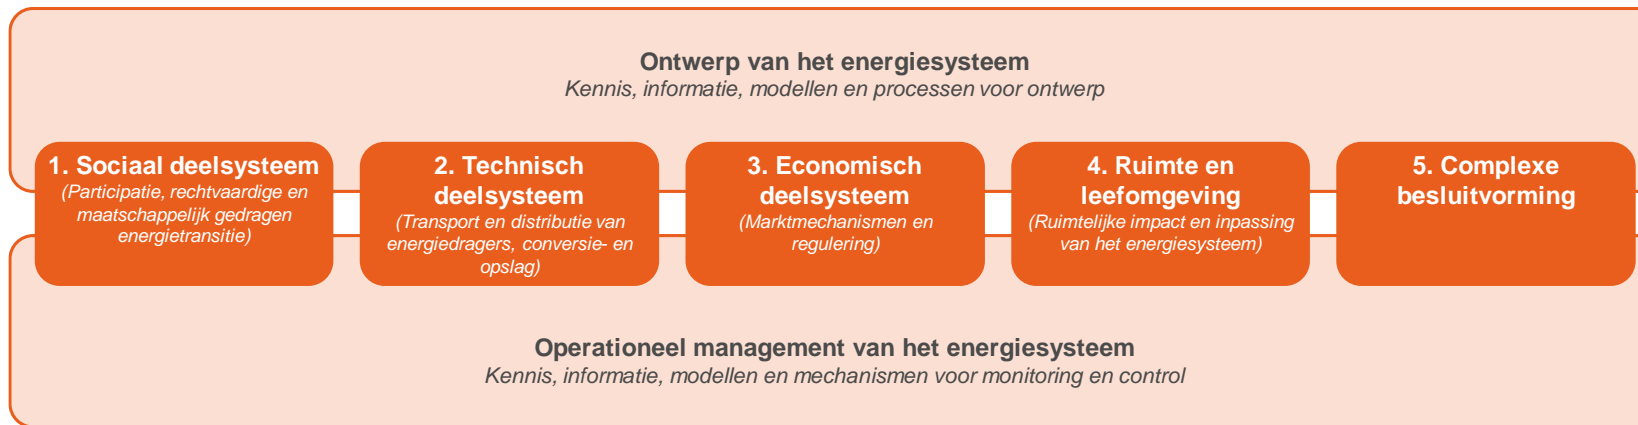 Ontwerp van het energiesysteem
Kennis, informatie, modellen en processen voor ontwerp
1. Sociaal deelsysteem
(Participatie, rechtvaardige en
maatschappelijk gedragen
energietransitie)
2. Technisch
deelsysteem
(Transport en distributie van
energiedragers, conversie- en
opslag)
3. Economisch
deelsysteem
(Marktmechanismen en
regulering)
4. Ruimte en
leefomgeving
(Ruimtelijke impact en inpassing
van het energiesysteem)
5. Complexe
besluitvorming
Operationeel management van het energiesysteem
Kennis, informatie, modellen en mechanismen voor monitoring en control